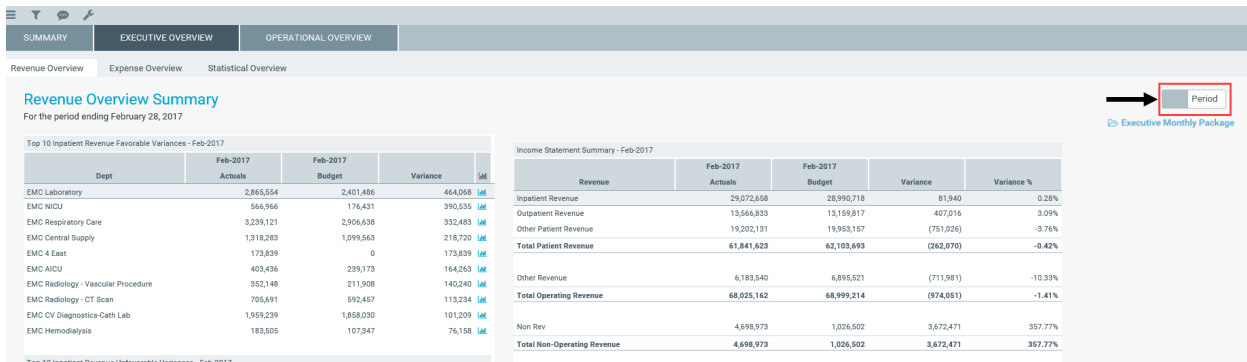 SUMMARY EXECUTIVE OVERVIEW OPERATIONAL OVERVIEW
Revenue Overview Expense Overview Statistical Overview
Revenue Overview Summary
For the period ending February 28, 2017
Period
Executive Monthly Package
Top 10 Inpatient Revenue Favorable Variances - Feb-2017
Feb-2017 Feb-2017
Dept Actuals Budget Variance
EMC Laboratory 2,865,554 2,401,486 464,068
EMC NICU 566,966 176,431 390,535
EMC Respiratory Care 3,239,121 2,906,638 332,483
EMC Central Supply 1,318,283 1,099,563 218,720
EMC 4 East 173,839 0 173,839
EMC AICU 403,436 239,173 164,263
EMC Radiology - Vascular Procedure 352,148 211,908 140,240
EMC Radiology - CT Scan 705,691 592,457 113,234
EMC CV Diagnostics-Cath Lab 1,959,239 1,858,030 101,209
EMC Hemodialysis 183,505 107,347 76,158
Top 10 Inpatient Revenue Unfavorable Variances - Feb-2017
Income Statement Summary - Feb-2017
Feb-2017 Feb-2017
Revenue Actuals Budget Variance Variance %
Inpatient Revenue 29,072,658 28,990,718 81,940 0.28%
Outpatient Revenue 13,566,833 13,159,817 407,016 3.09%
Other Patient Revenue 19,202,131 19,953,157 (751,026) -3.76%
Total Patient Revenue 61,841,623 62,103,693 (262,070) -0.42%
Other Revenue 6,183,540 6,895,521 (711,981) -10.33%
Total Operating Revenue 68,025,162 68,999,214 (974,051) -1.41%
Non Rev 4,698,973 1,026,502 3,672,471 357.77%
Total Non-Operating Revenue 4,698,973 1,026,502 3,672,471 357.77%